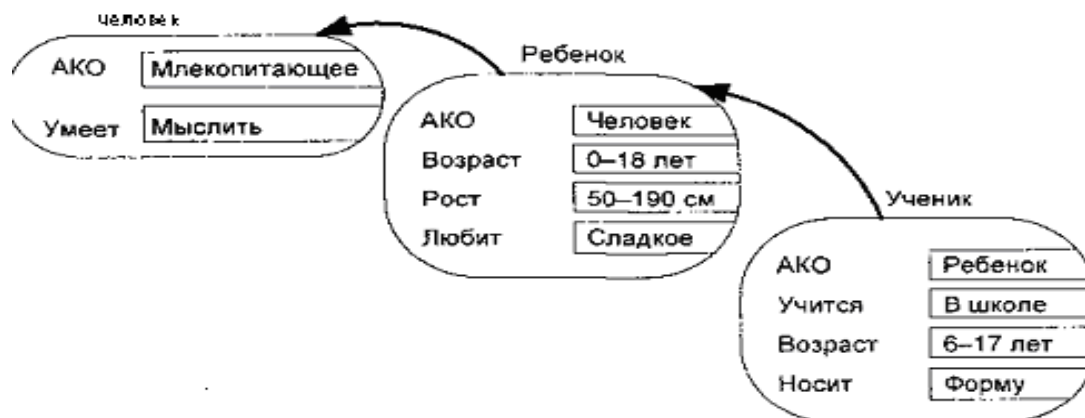 человек
АКО Млекопитающее
Умеет Мыслить
Ребенок
АКО Человек
Возраст 0–18 лет
Рост 50–190 см
Любит Сладкое
Ученик
АКО Ребенок
Учится В школе
Возраст 6–17 лет
Носит Форму